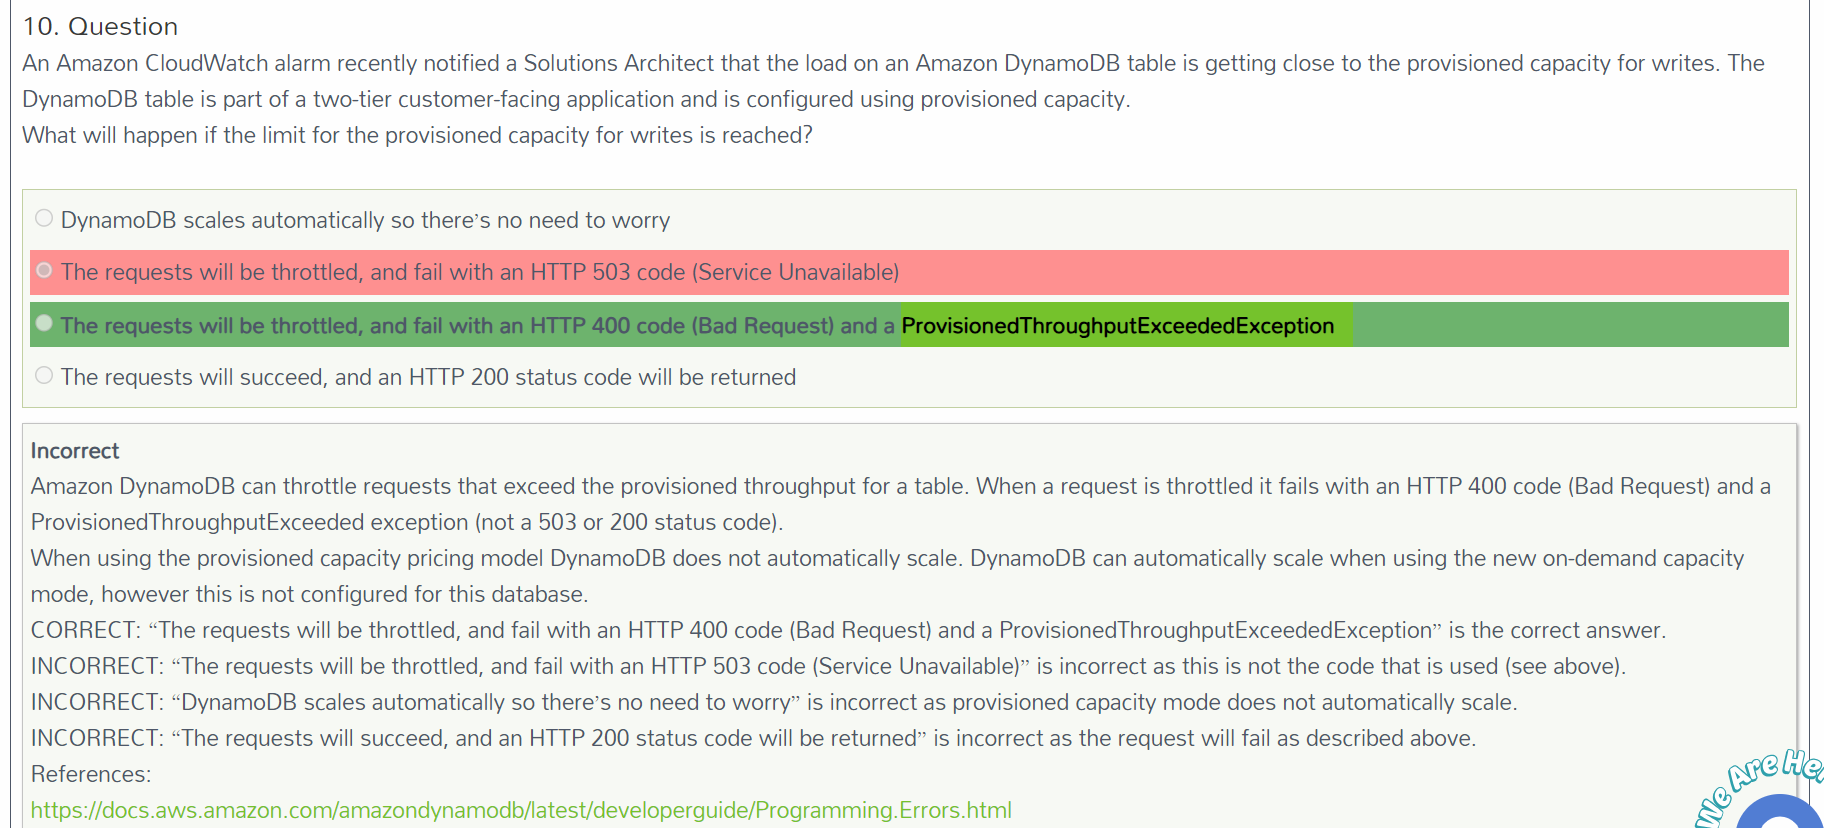 10. Question
An Amazon CloudWatch alarm recently notified a Solutions Architect that the load on an Amazon DynamoDB table is getting close to the provisioned capacity for writes. The
DynamoDB table is part of a two-tier customer-facing application and is configured using provisioned capacity.
What will happen if the limit for the provisioned capacity for writes is reached?
DynamoDB scales automatically so there’s no need to worry
The requests will be throttled, and fail with an HTTP 503 code (Service Unavailable)
The requests will be throttled, and fail with an HTTP 400 code (Bad Request) and a ProvisionedThroughputExceededException
The requests will succeed, and an HTTP 200 status code will be returned
Incorrect
Amazon DynamoDB can throttle requests that exceed the provisioned throughput for a table. When a request is throttled it fails with an HTTP 400 code (Bad Request) and a
ProvisionedThroughputExceeded exception (not a 503 or 200 status code).
When using the provisioned capacity pricing model DynamoDB does not automatically scale. DynamoDB can automatically scale when using the new on-demand capacity
mode, however this is not configured for this database.
CORRECT: “The requests will be throttled, and fail with an HTTP 400 code (Bad Request) and a ProvisionedThroughputExceededException” is the correct answer.
INCORRECT: “The requests will be throttled, and fail with an HTTP 503 code (Service Unavailable)” is incorrect as this is not the code that is used (see above).
INCORRECT: “DynamoDB scales automatically so there’s no need to worry” is incorrect as provisioned capacity mode does not automatically scale.
INCORRECT: “The requests will succeed, and an HTTP 200 status code will be returned” is incorrect as the request will fail as described above.
References:
https://docs.aws.amazon.com/amazondynamodb/latest/developerguide/Programming.Errors.html
We Are He